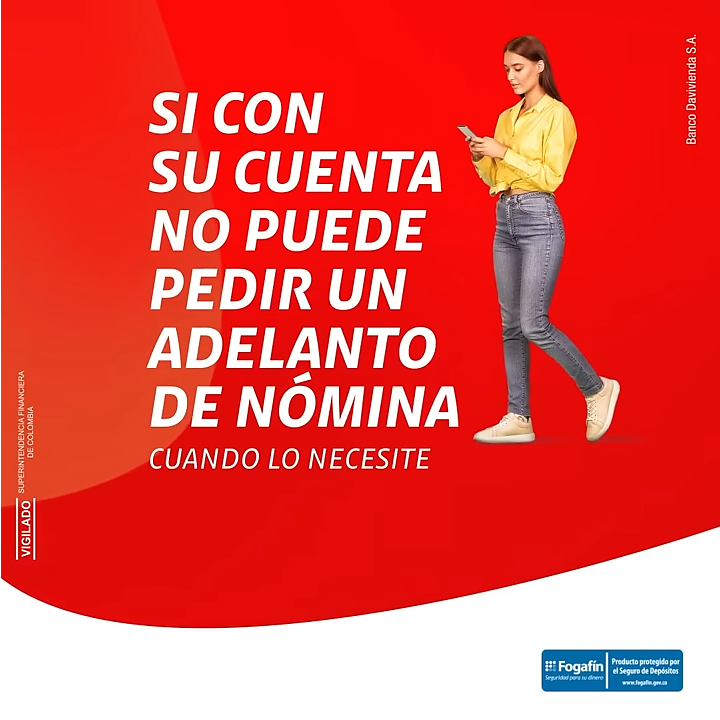 Banco Davivienda S.A.
SI CON
SU CUENTA
NO PUEDE
PEDIR UN
ADELANTO
DE NÓMINA
CUANDO LO NECESITE
VIGILADO
SUPERINTENDENCIA FINANCIERA
DE COLOMBIA
Fogafín
Seguridad para su dinero
Producto protegido por
el Seguro de Depósitos
www.fogafin.gov.co